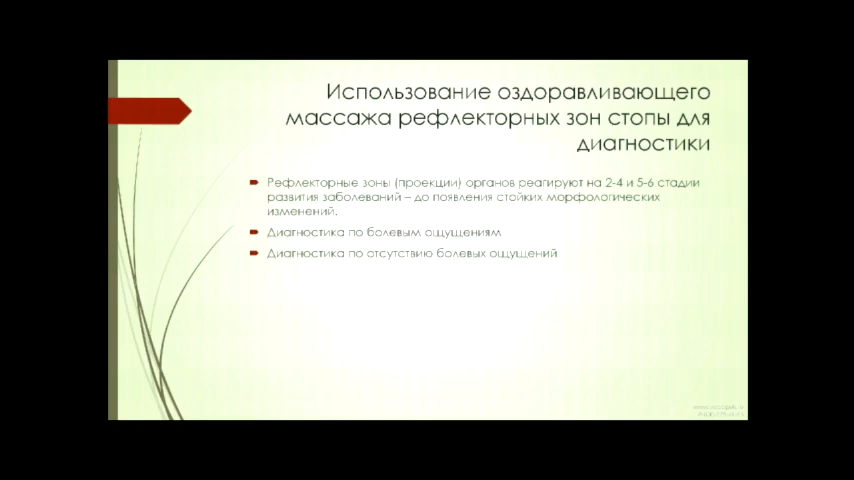 Использование оздоравливающего
массажа рефлекторных зон стопы для
диагностики
Рефлекторные зоны (проекции) органов реагируют на 2-4 и 5-6 стадии
развития заболеваний – до появления стойких морфологических
изменений.
Диагностика по болевым ощущениям
Диагностика по отсутствию болевых ощущений